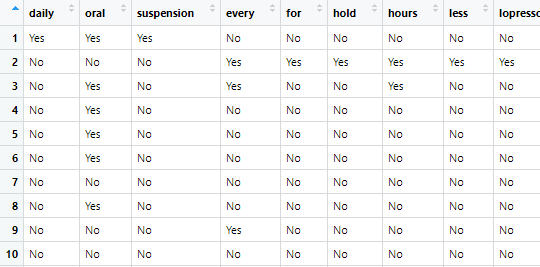 daily oral suspension every for hold hours less lopresso
1 Yes Yes Yes No No No No No No
2 No No No Yes Yes Yes Yes Yes Yes
3 No Yes No Yes No No Yes No No
4 No Yes No No No No No No No
5 No Yes No No No No No No No
6 No Yes No No No No No No No
7 No No No No No No No No No
8 No Yes No No No No No No No
9 No No No Yes No No No No No
10 No No No No No No No No No